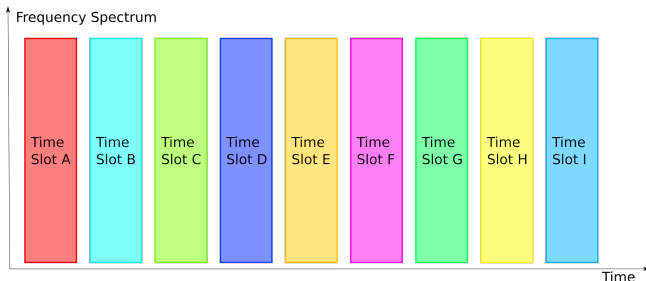 Frequency Spectrum
Time
Slot A
Time
Slot B
Time
Slot C
Time
Slot D
Time
Slot E
Time
Slot F
Time
Slot G
Time
Slot H
Time
Slot I
Time